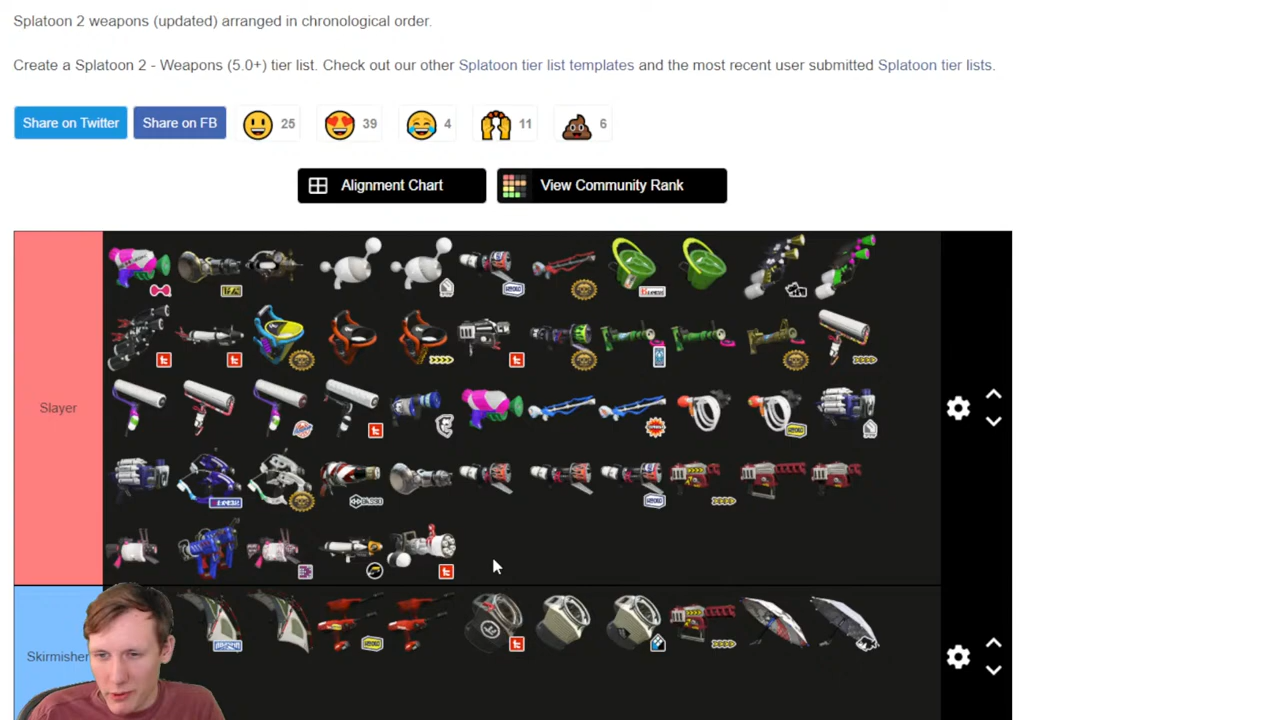 Splatoon 2 weapons (updated) arranged in chronological order.
Create a Splatoon 2 - Weapons (5.0+) tier list. Check out our other Splatoon tier list templates and the most recent user submitted Splatoon tier lists.
Share on Twitter Share on FB 25 39 4 11 6
Alignment Chart View Community Rank
Slayer
Skirmisher